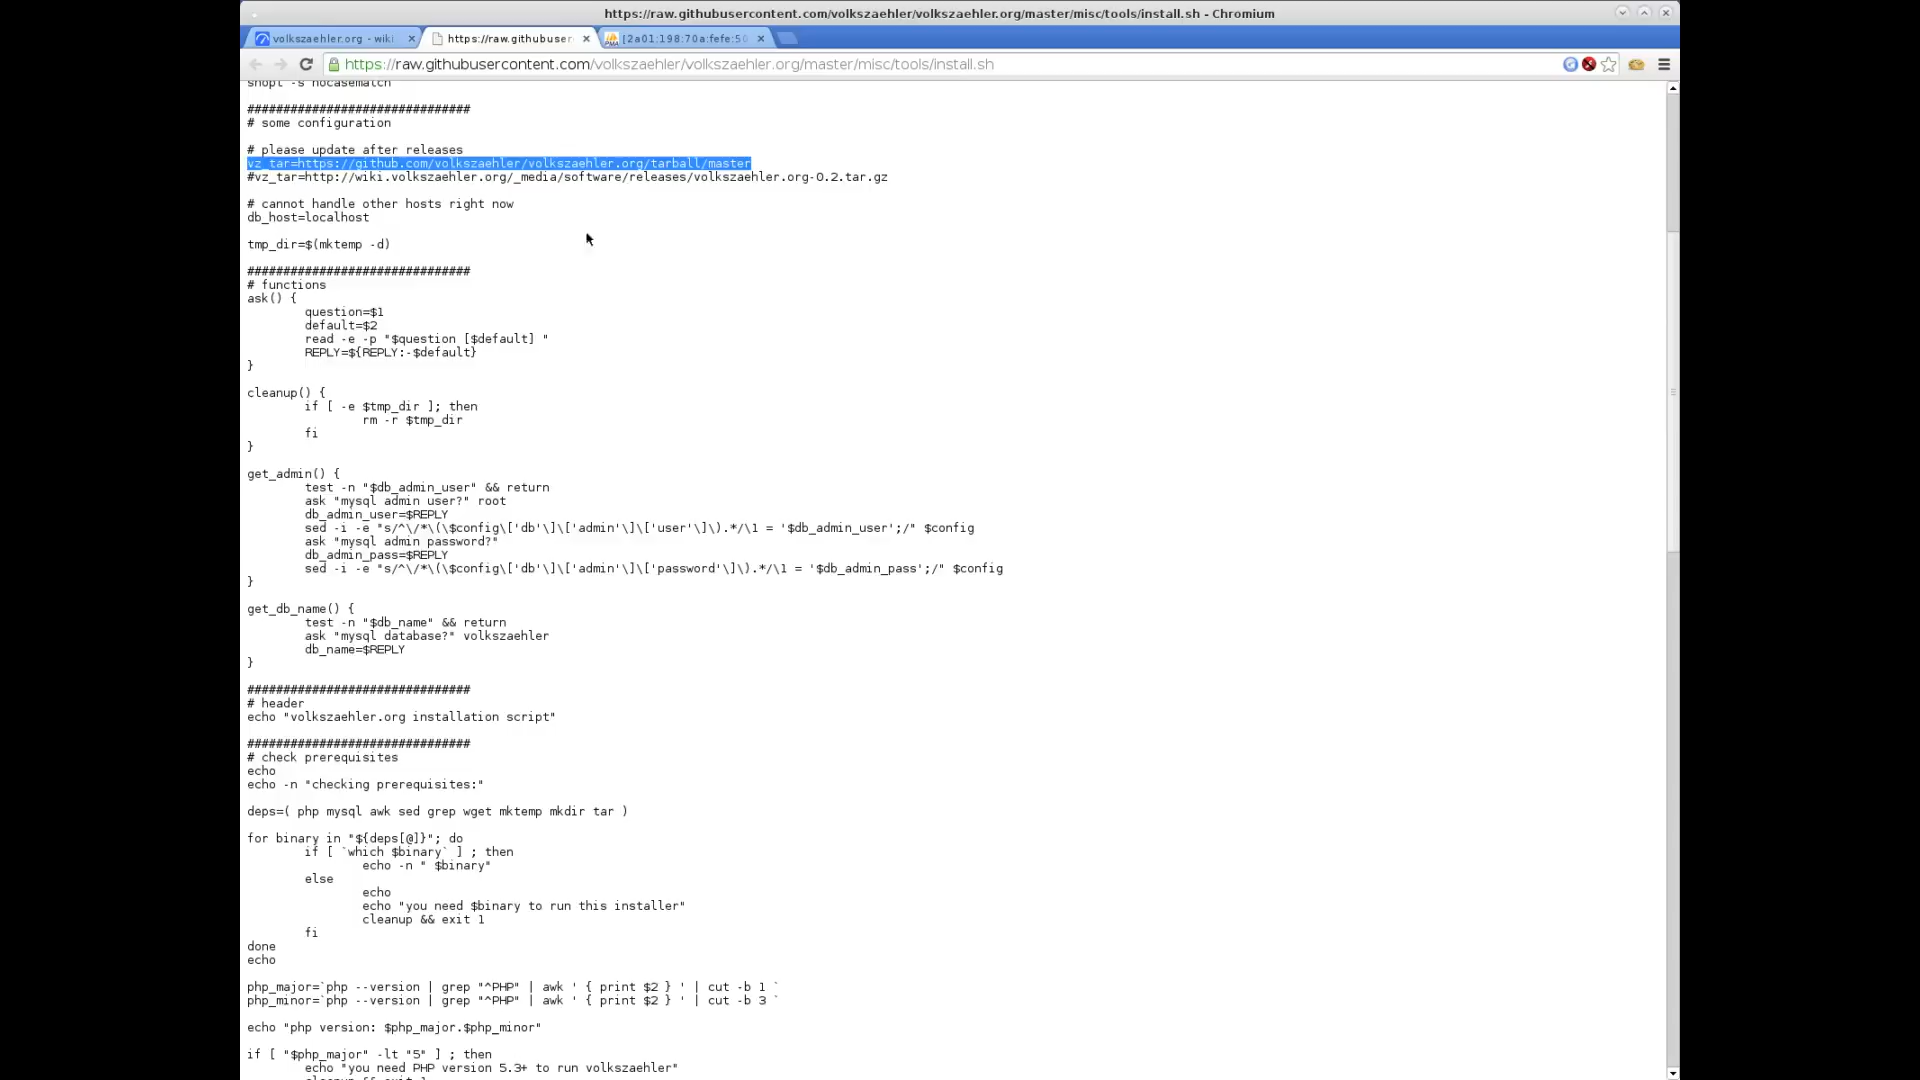 https://raw.githubusercontent.com/volkszaehler/volkszaehler.org/master/misc/tools/install.sh - Chromium
volkszaehler.org - wiki
https://raw.githubuser
[2a01:198:70a:fefe:50
https://raw.githubusercontent.com/volkszaehler/volkszaehler.org/master/misc/tools/install.sh
shopt -s nocasematch
###############################
# some configuration
# please update after releases
vz_tar=https://github.com/volkszaehler/volkszaehler.org/tarball/master
#vz_tar=http://wiki.volkszaehler.org/_media/software/releases/volkszaehler.org-0.2.tar.gz
# cannot handle other hosts right now
db_host=localhost
tmp_dir=$(mktemp -d)
###############################
# functions
ask() {
question=$1
default=$2
read -e -p "$question [$default] "
REPLY=${REPLY:-$default}
}
cleanup() {
if [ -e $tmp_dir ]; then
rm -r $tmp_dir
fi
}
get_admin() {
test -n "$db_admin_user" && return
ask "mysql admin user?" root
db_admin_user=$REPLY
sed -i -e "s/^\/*\(\$config\['db'\]\['admin'\]\['user'\]\).*/\1 = '$db_admin_user';/" $config
ask "mysql admin password?"
db_admin_pass=$REPLY
sed -i -e "s/^\/*\(\$config\['db'\]\['admin'\]\['password'\]\).*/\1 = '$db_admin_pass';/" $config
}
get_db_name() {
test -n "$db_name" && return
ask "mysql database?" volkszaehler
db_name=$REPLY
}
###############################
# header
echo "volkszaehler.org installation script"
###############################
# check prerequisites
echo
echo -n "checking prerequisites:"
deps=( php mysql awk sed grep wget mktemp mkdir tar )
for binary in "${deps[@]}"; do
if [ `which $binary` ] ; then
echo -n " $binary"
else
echo
echo "you need $binary to run this installer"
cleanup && exit 1
fi
done
echo
php_major=`php --version | grep "^PHP" | awk ' { print $2 } ' | cut -b 1 `
php_minor=`php --version | grep "^PHP" | awk ' { print $2 } ' | cut -b 3 `
echo "php version: $php_major.$php_minor"
if [ "$php_major" -lt "5" ] ; then
echo "you need PHP version 5.3+ to run volkszaehler"